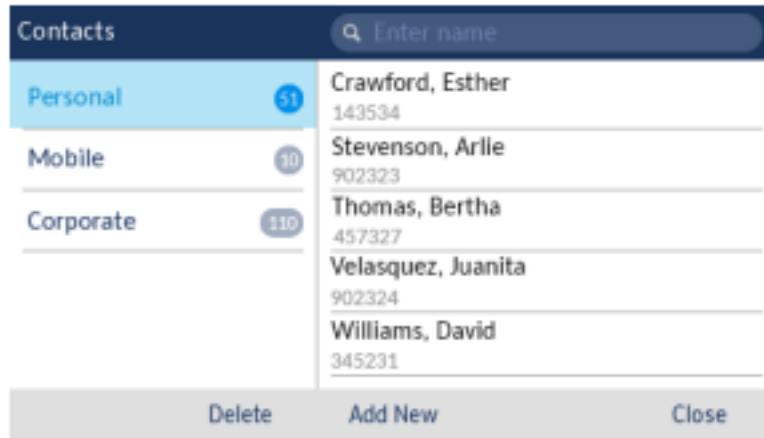 Contacts
Enter name
Personal 51
Mobile 10
Corporate 110
Crawford, Esther
143534
Stevenson, Arlie
902323
Thomas, Bertha
457327
Velasquez, Juanita
902324
Williams, David
345231
Delete Add New Close